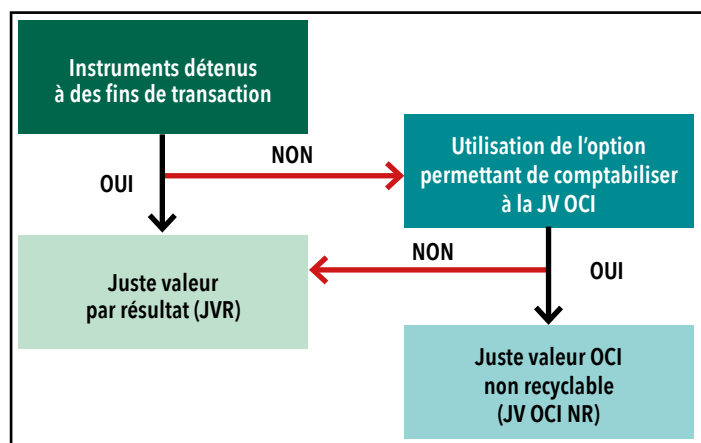 Instruments détenus
à des fins de transaction
NON
OUI
Utilisation de l'option
permettant de comptabiliser
à la JV OCI
Juste valeur
par résultat (JVR)
NON
OUI
Juste valeur OCI
non recyclable
(JV OCI NR)